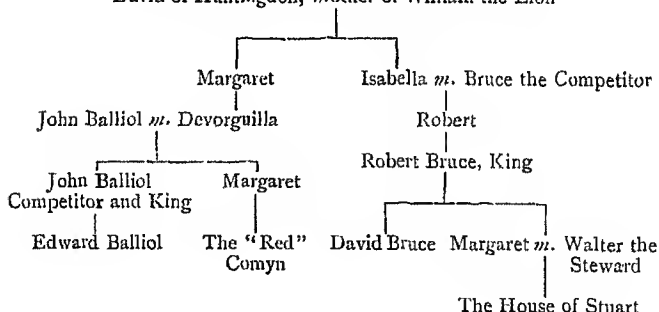 David of Huntingdon, of William the Lion
Margaret Isabella m. Bruce the Competitor
John Balliol m. Devorguilla Robert
Robert Bruce, King
John Balliol Margaret
Competitor and King
Edward Balliol The "Red" David Bruce Margaret m. Walter the
Comyn Steward
The House of Stuart